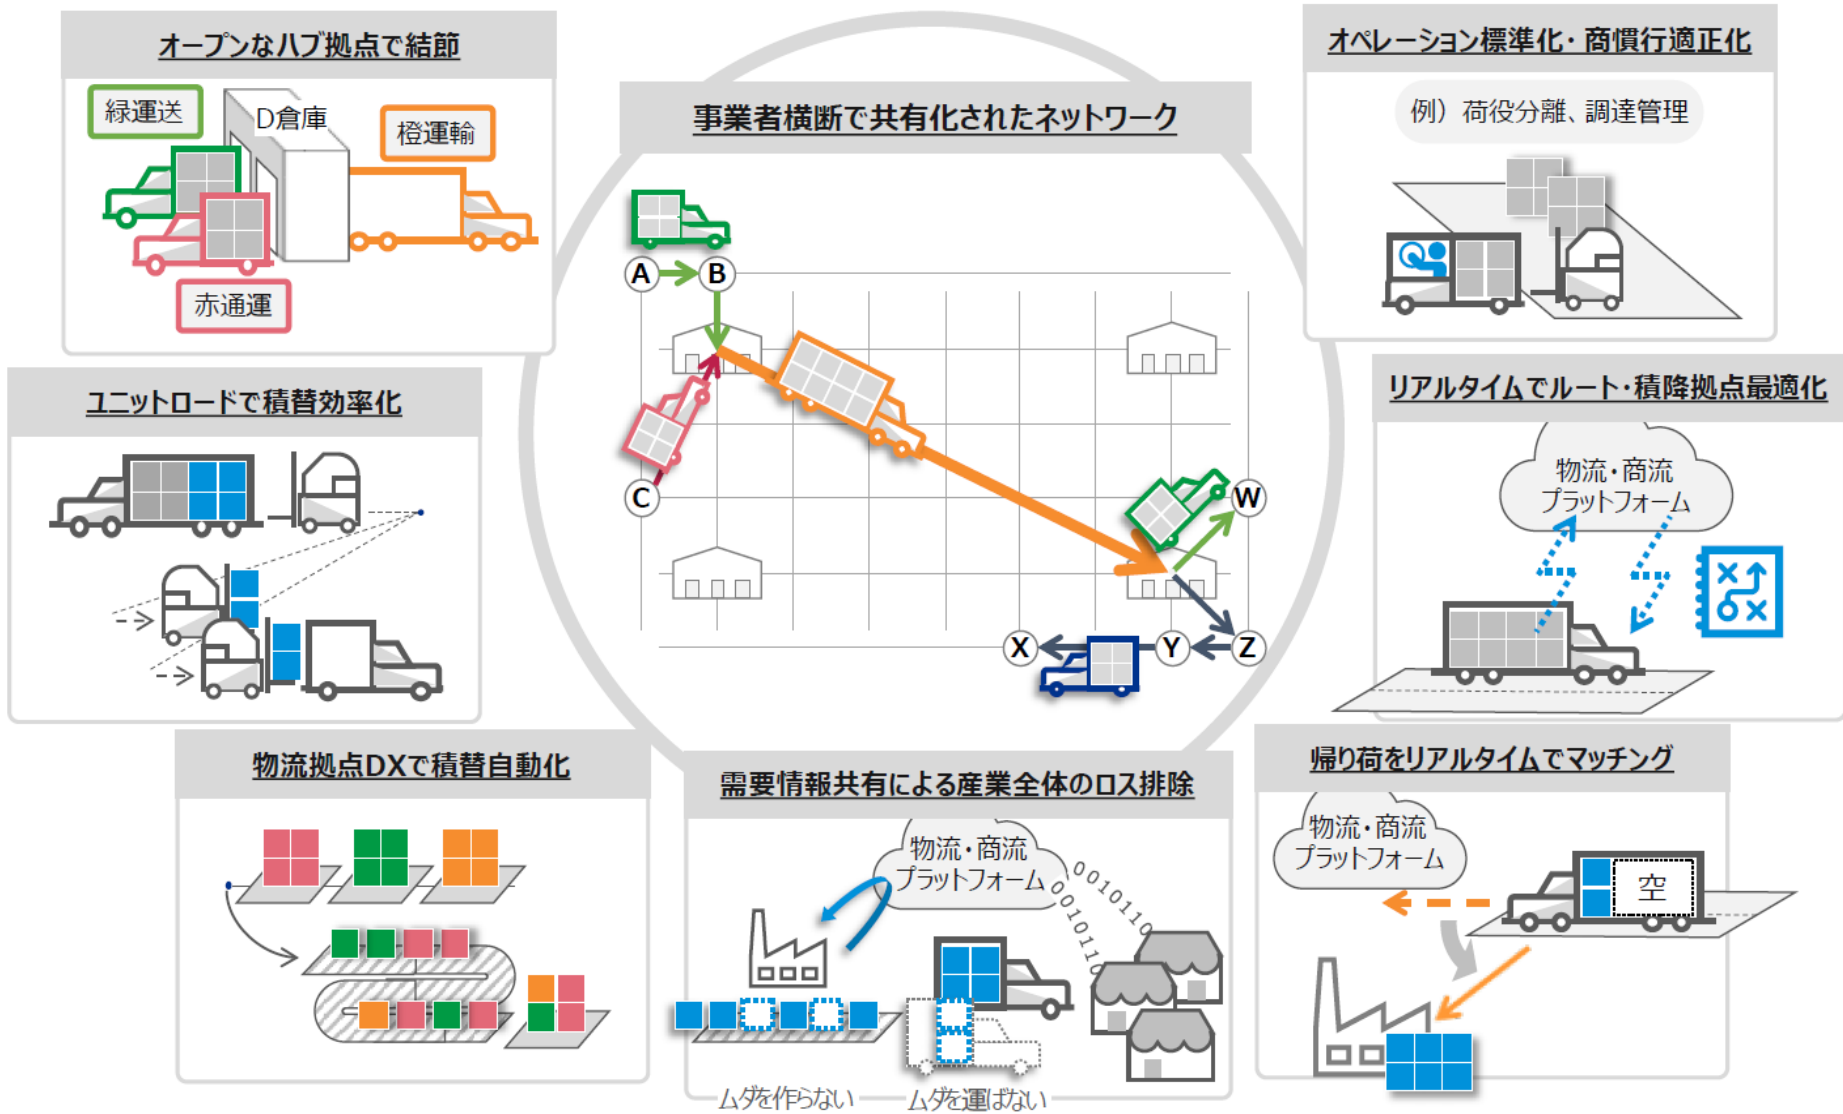 オープンなハブ拠点で結節
緑運送
D倉庫
橙運輸
赤通運
事業者横断で共有化されたネットワーク
A
B
C
W
X
Y
Z
オペレーション標準化・商慣行適正化
例）荷役分離、調達管理
ユニットロードで積替効率化
リアルタイムでルート・積降拠点最適化
物流・商流
プラットフォーム
物流拠点DXで積替自動化
需要情報共有による産業全体のロス排除
物流・商流
プラットフォーム
0010110
0010110
ムダを作らない
ムダを運ばない
帰り荷をリアルタイムでマッチング
物流・商流
プラットフォーム
空